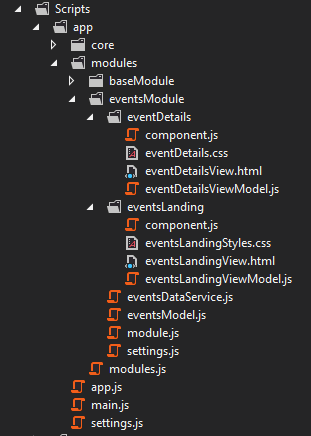 Scripts
app
core
modules
baseModule
eventsModule
eventDetails
component.js
eventDetails.css
eventDetailsView.html
eventDetailsViewModel.js
eventsLanding
component.js
eventsLandingStyles.css
eventsLandingView.html
eventsLandingViewModel.js
eventsDataService.js
eventsModel.js
module.js
settings.js
modules.js
app.js
main.js
settings.js